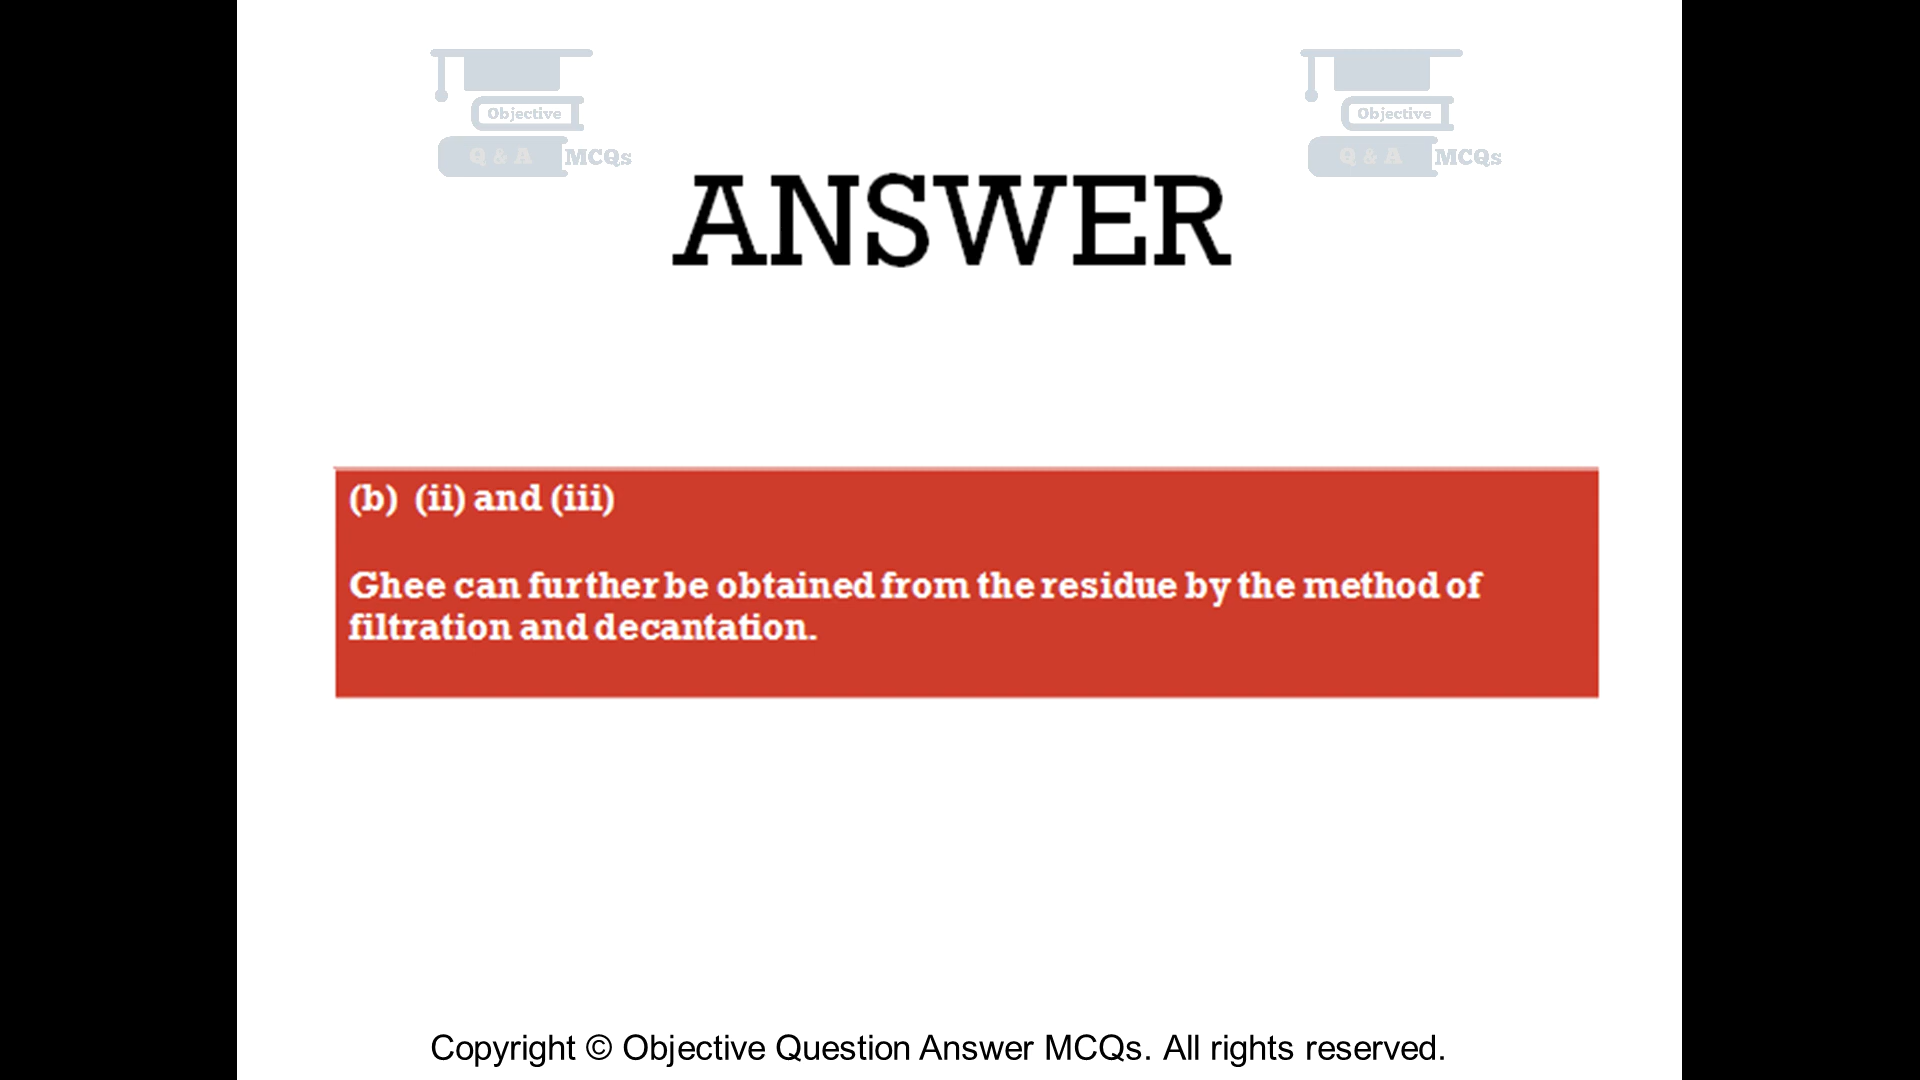 Objective
Q & A MCQs
Objective
Q & A MCQs
ANSWER
(b) (ii) and (iii)
Ghee can further be obtained from the residue by the method of
filtration and decantation.
Copyright © Objective Question Answer MCQs. All rights reserved.